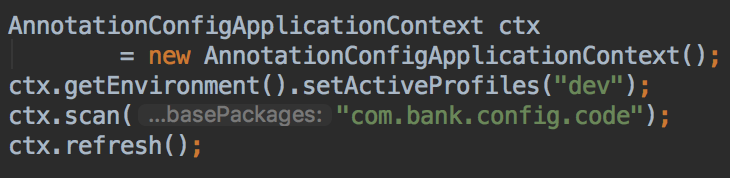 AnnotationConfigApplicationContext ctx
= new AnnotationConfigApplicationContext();
ctx.getEnvironment().setActiveProfiles("dev");
ctx.scan( ...basePackages: "com.bank.config.code");
ctx.refresh();